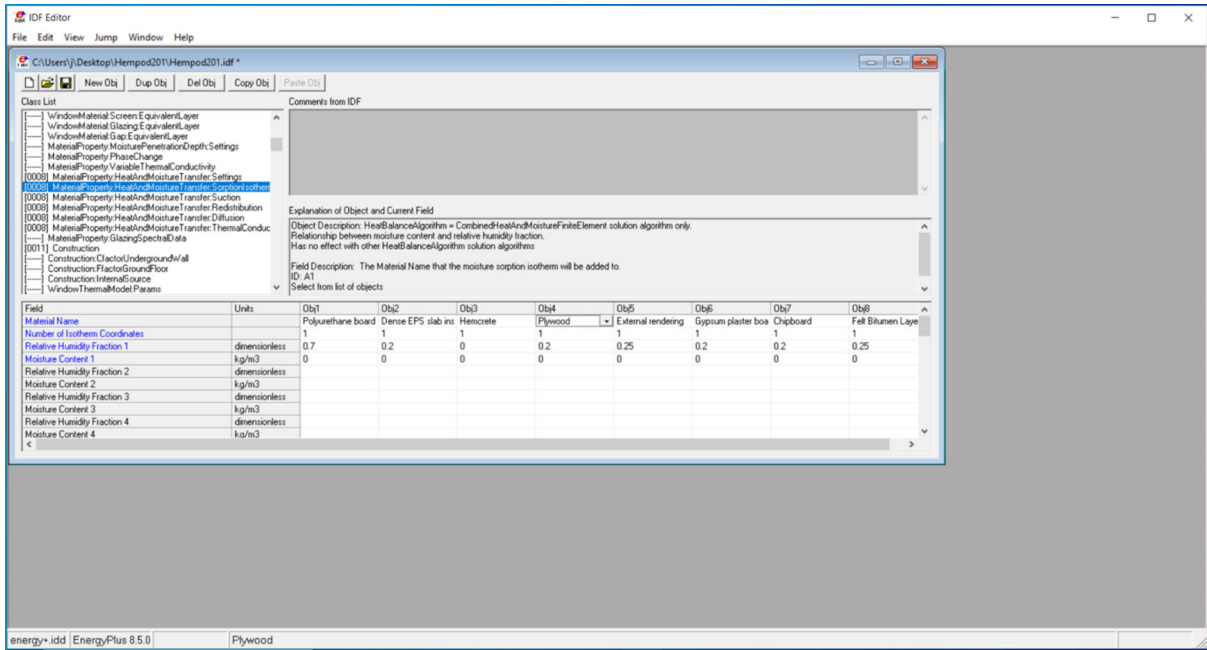 IDF Editor
File Edit View Jump Window Help
C:\Users\j\Desktop\Hempod201\Hempod201.idf *
New Obj Dup Obj Del Obj Copy Obj Paste Obj
Class List Comments from IDF
[------] WindowMaterial:Screen:EquivalentLayer
[------] WindowMaterial:Glazing:EquivalentLayer
[------] WindowMaterial:Gap:EquivalentLayer
[------] MaterialProperty:MoisturePenetrationDepth:Settings
[------] MaterialProperty:PhaseChange
[------] MaterialProperty:VariableThermalConductivity
[0008] MaterialProperty:HeatAndMoistureTransfer:Settings
[0008] MaterialProperty:HeatAndMoistureTransfer:SorptionIsotherm
[0008] MaterialProperty:HeatAndMoistureTransfer:Suction
[0008] MaterialProperty:HeatAndMoistureTransfer:Redistribution
[0008] MaterialProperty:HeatAndMoistureTransfer:Diffusion
[0008] MaterialProperty:HeatAndMoistureTransfer:ThermalConduc
[------] MaterialProperty:GlazingSpectralData
[0011] Construction
[------] Construction:CfactorUndergroundWall
[------] Construction:FfactorGroundFloor
[------] Construction:InternalSource
[------] WindowThermalModel:Params
Explanation of Object and Current Field
Object Description: HeatBalanceAlgorithm = CombinedHeatAndMoistureFiniteElement solution algorithm only.
Relationship between moisture content and relative humidity fraction.
Has no effect with other HeatBalanceAlgorithm solution algorithms
Field Description: The Material Name that the moisture sorption isotherm will be added to.
ID: A1
Select from list of objects
Field Units Obj1 Obj2 Obj3 Obj4 Obj5 Obj6 Obj7 Obj8
Material Name Polyurethane board Dense EPS slab ins Hemcrete Plywood External rendering Gypsum plaster boa Chipboard Felt Bitumen Laye
Number of Isotherm Coordinates 1 1 1 1 1 1 1 1
Relative Humidity Fraction 1 dimensionless 0.7 0.2 0 0.2 0.25 0.2 0.2 0.25
Moisture Content 1 kg/m3 0 0 0 0 0 0 0 0
Relative Humidity Fraction 2 dimensionless
Moisture Content 2 kg/m3
Relative Humidity Fraction 3 dimensionless
Moisture Content 3 kg/m3
Relative Humidity Fraction 4 dimensionless
Moisture Content 4 kg/m3
energy+.idd EnergyPlus 8.5.0 Plywood